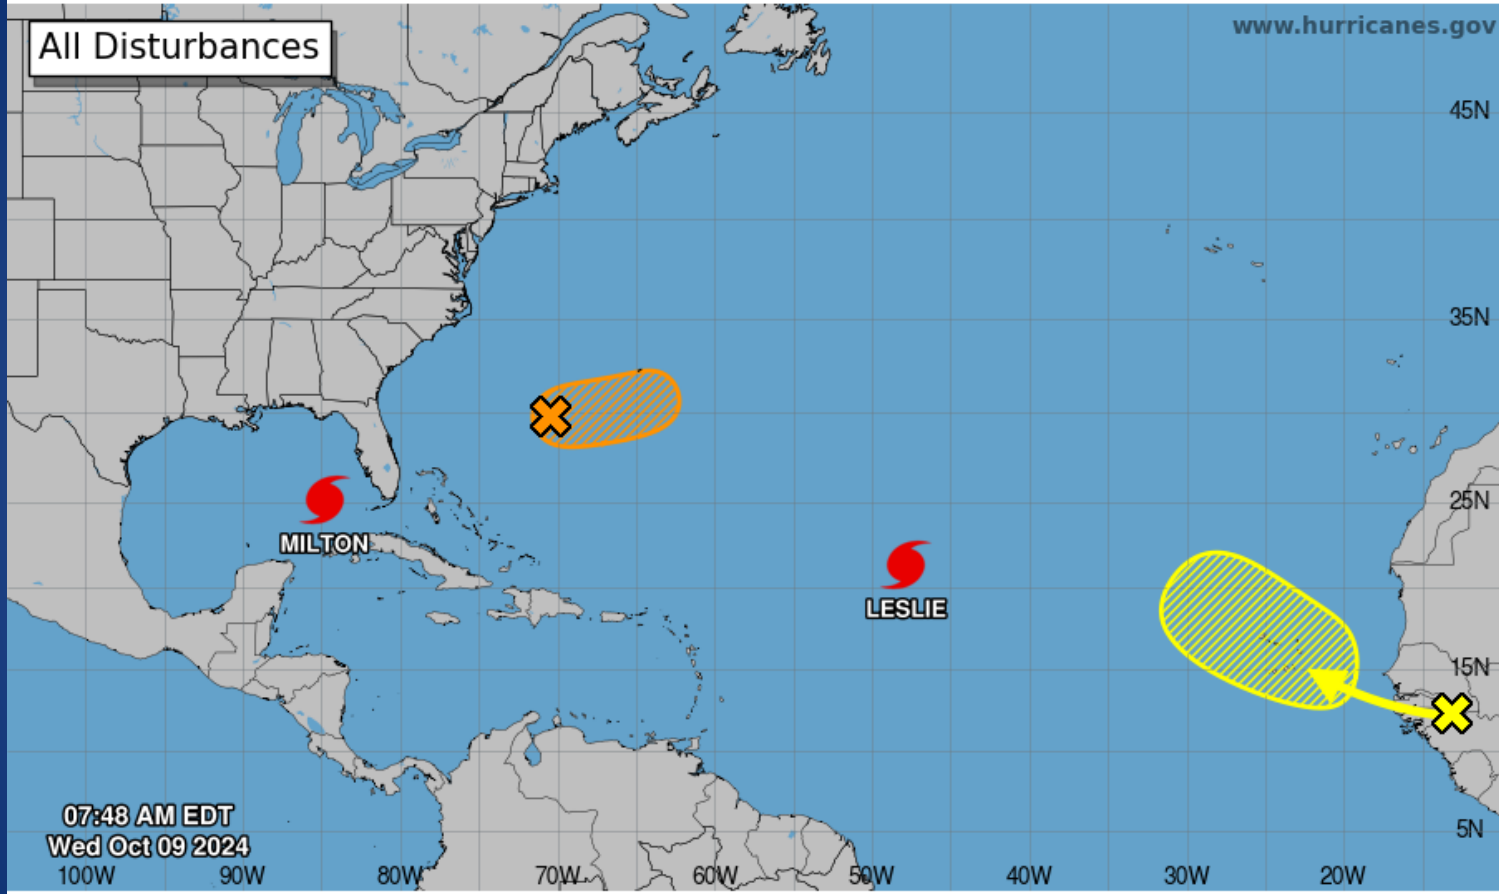 All Disturbances
www.hurricanes.gov
45N
35N
25N
MILTON
LESLIE
15N
07:48 AM EDT
Wed Oct 09 2024
5N
100W
90W
80W
70W
60W
50W
40W
30W
20W